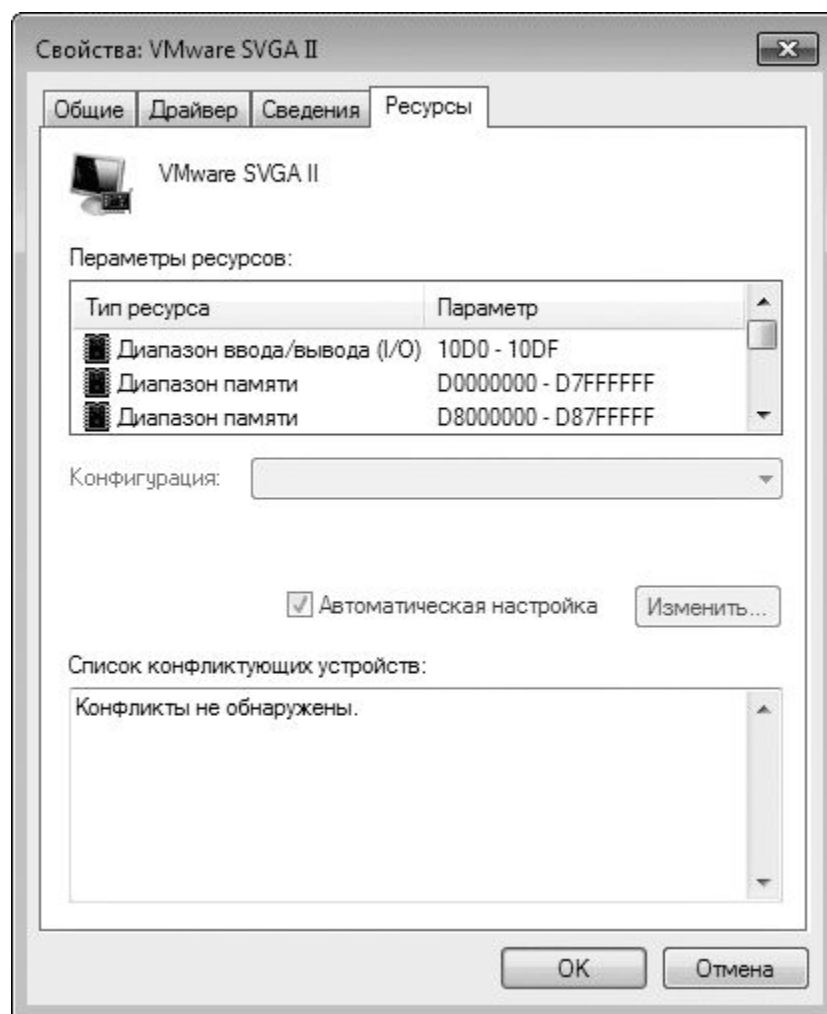 Свойства: VMware SVGA II
Общие Драйвер Сведения Ресурсы
VMware SVGA II
Параметры ресурсов:
Тип ресурса Параметр
Диапазон ввода/вывода (I/O) 10D0 - 10DF
Диапазон памяти D0000000 - D7FFFFFF
Диапазон памяти D8000000 - D87FFFFF
Конфигурация:
Автоматическая настройка Изменить...
Список конфликтующих устройств:
Конфликты не обнаружены.
OK Отмена